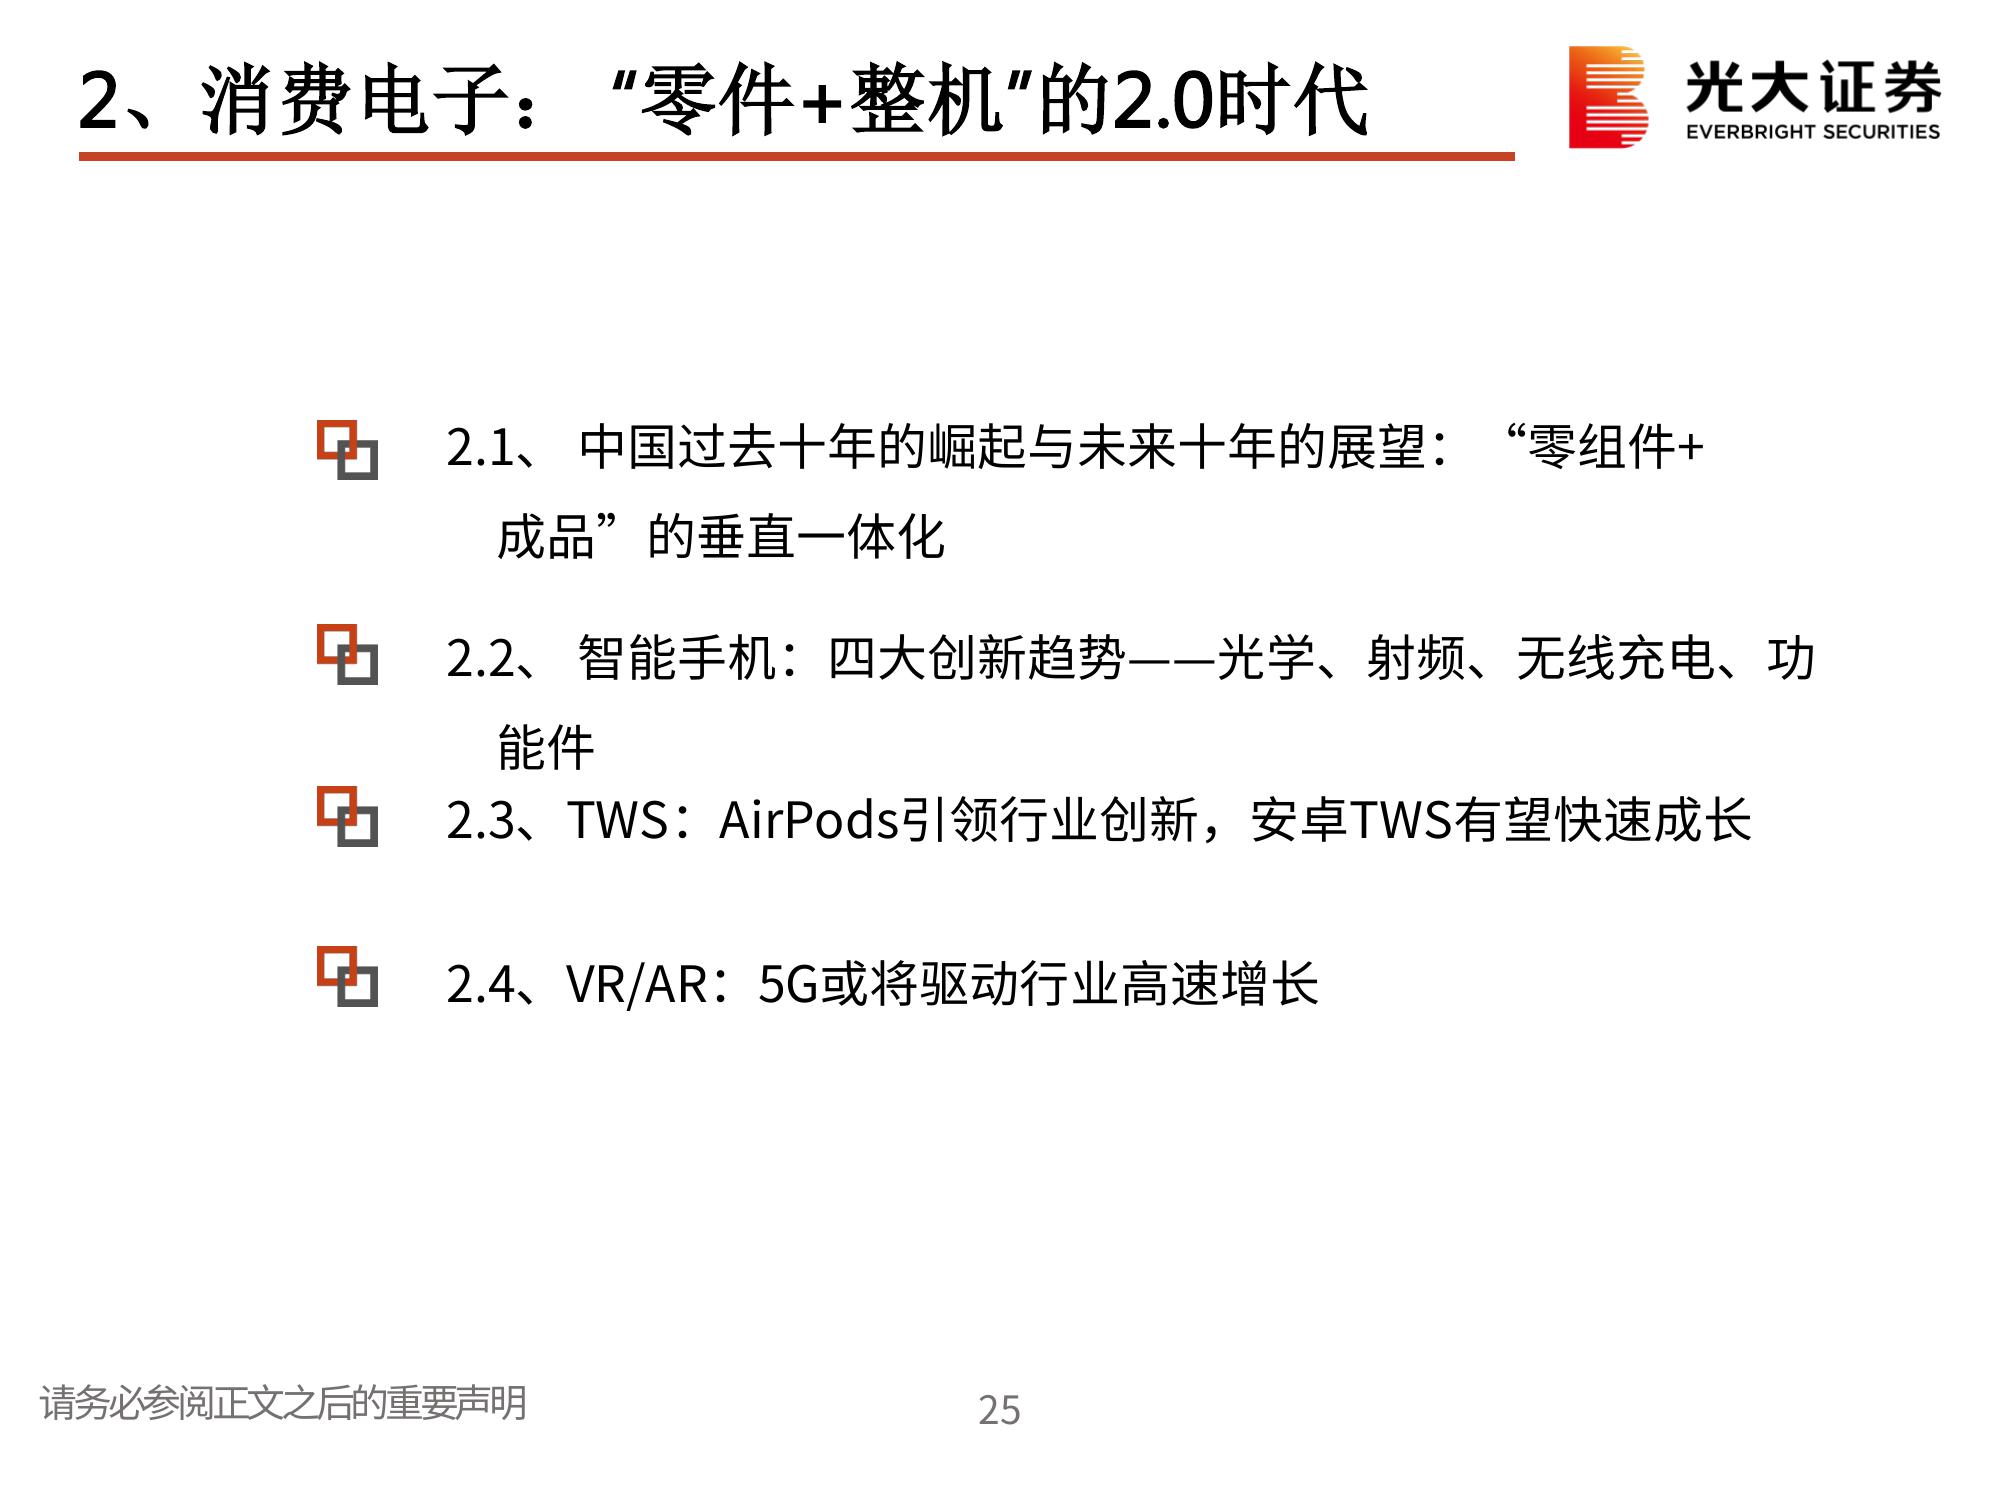 2、消费电子：“零件+整机”的2.0时代
光大证券
EVERBRIGHT SECURITIES
2.1、 中国过去十年的崛起与未来十年的展望：“零组件+
成品”的垂直一体化
2.2、 智能手机：四大创新趋势——光学、射频、无线充电、功
能件
2.3、TWS：AirPods引领行业创新，安卓TWS有望快速成长
2.4、VR/AR：5G或将驱动行业高速增长
请务必参阅正文之后的重要声明
25